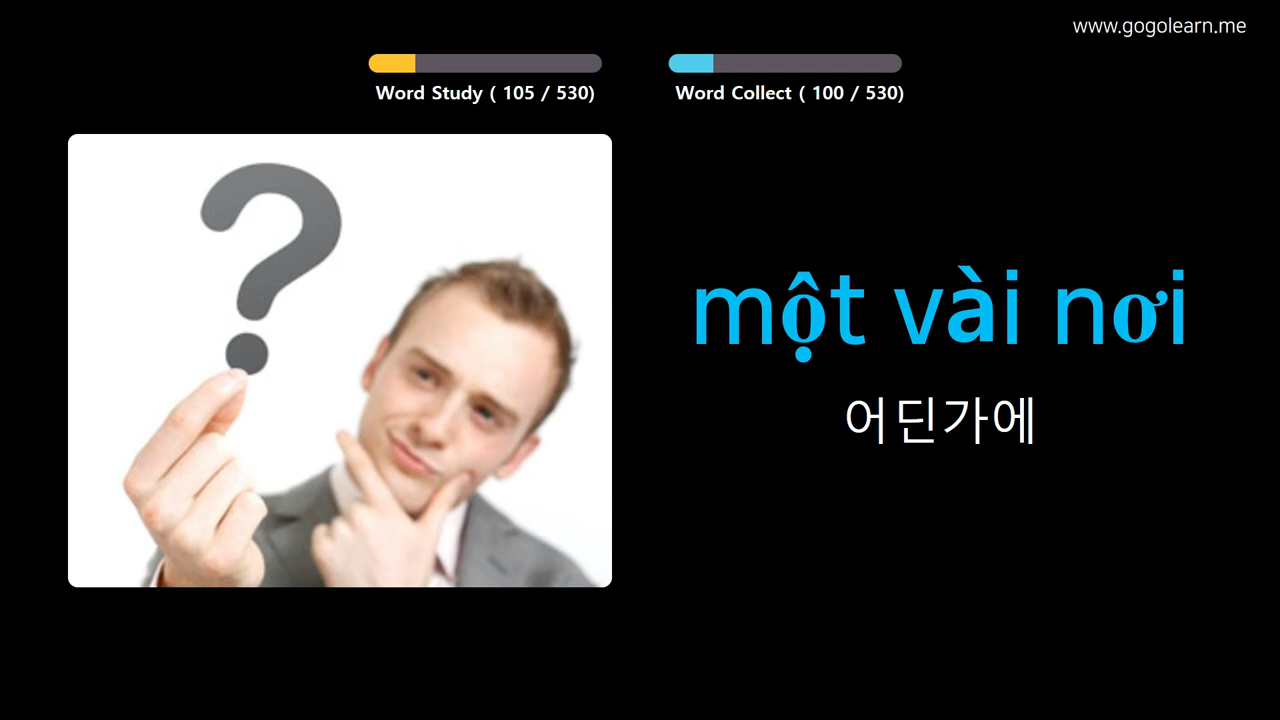 www.gogolearn.me
Word Study ( 105 / 530)
Word Collect ( 100 / 530)
?
một vài nơi
어딘가에